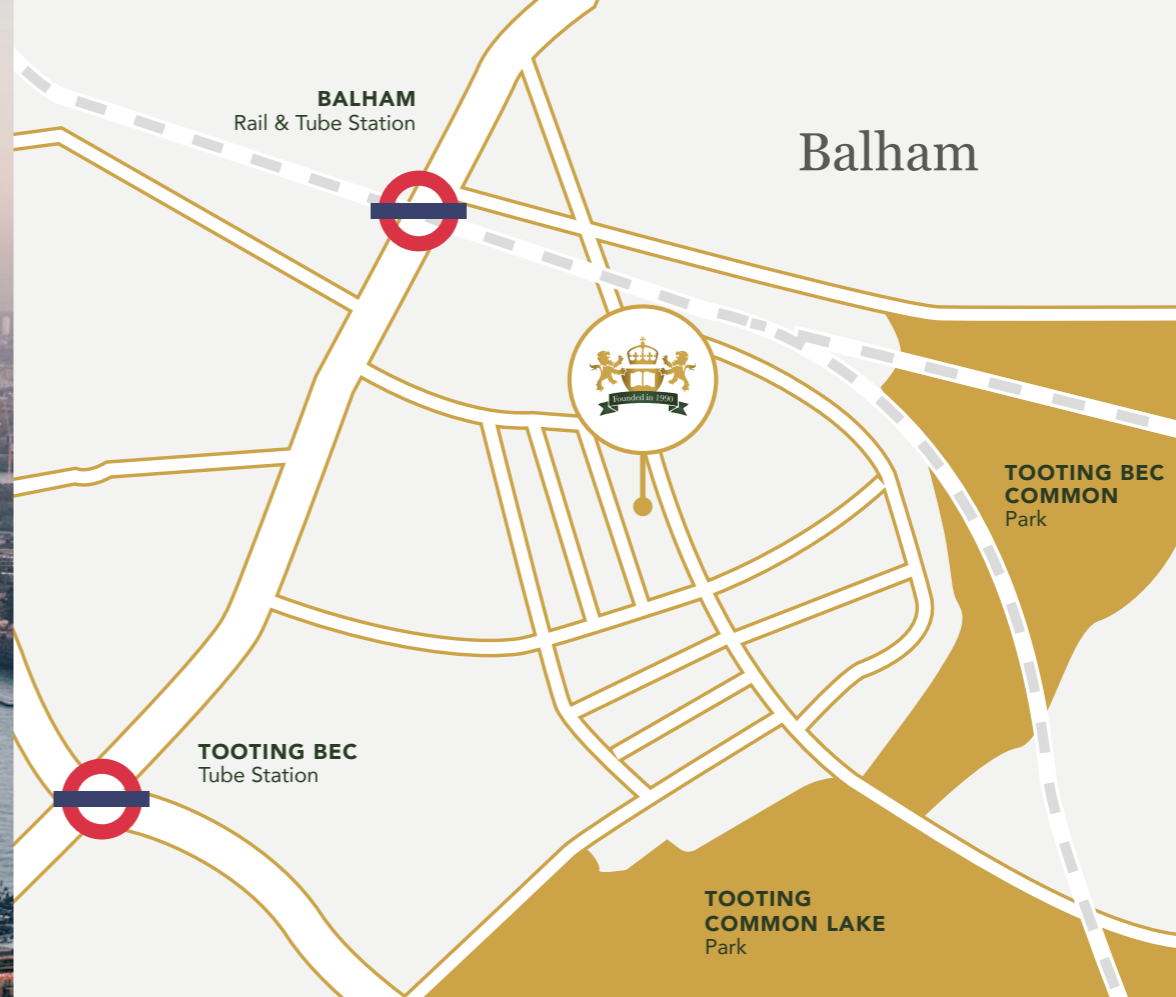 BALHAM
Rail & Tube Station
Balham
Founded in 1990
TOOTING BEC
COMMON
Park
TOOTING BEC
Tube Station
TOOTING
COMMON LAKE
Park